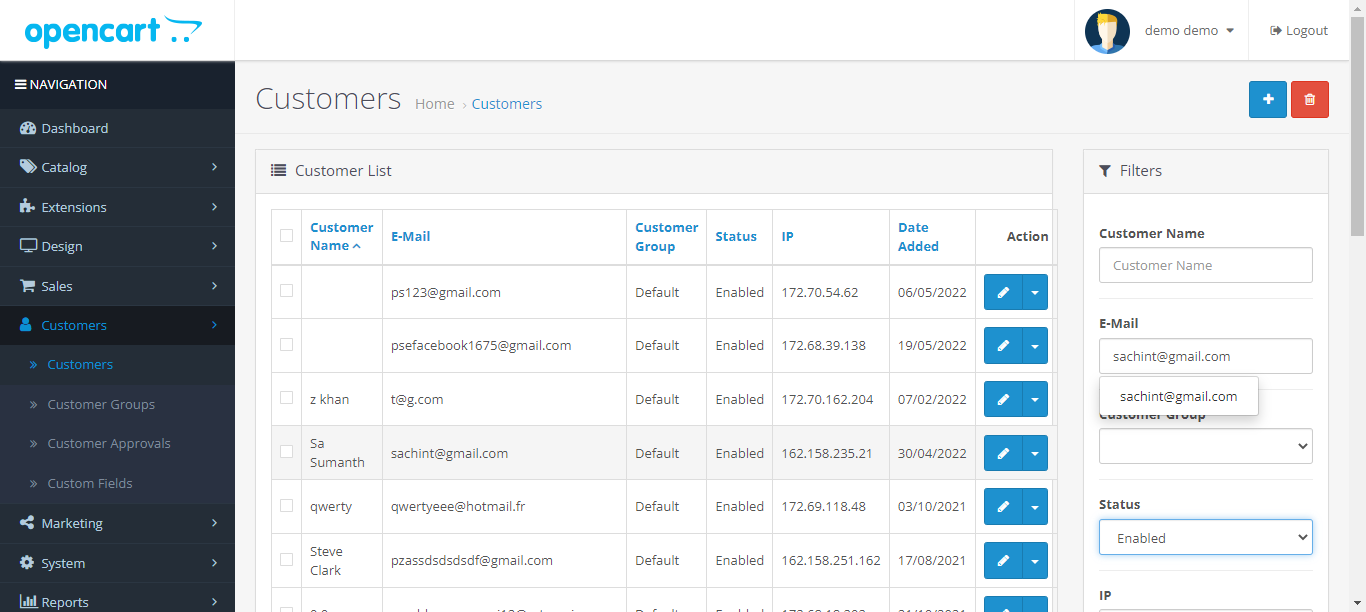 opencart
demo demo
Logout
NAVIGATION
Dashboard
Catalog
Extensions
Design
Sales
Customers
Customers
Customer Groups
Customer Approvals
Custom Fields
Marketing
System
Reports
Customers Home › Customers
Customer List
Customer Name E-Mail Customer Group Status IP Date Added Action
ps123@gmail.com Default Enabled 172.70.54.62 06/05/2022
psefacebook1675@gmail.com Default Enabled 172.68.39.138 19/05/2022
z khan t@g.com Default Enabled 172.70.162.204 07/02/2022
Sa Sumanth sachint@gmail.com Default Enabled 162.158.235.21 30/04/2022
qwerty qwertyeee@hotmail.fr Default Enabled 172.69.118.48 03/10/2021
Steve Clark pzassdsdsdsdf@gmail.com Default Enabled 162.158.251.162 17/08/2021
Filters
Customer Name
Customer Name
E-Mail
sachint@gmail.com
sachint@gmail.com
Customer Group
Status
Enabled
IP